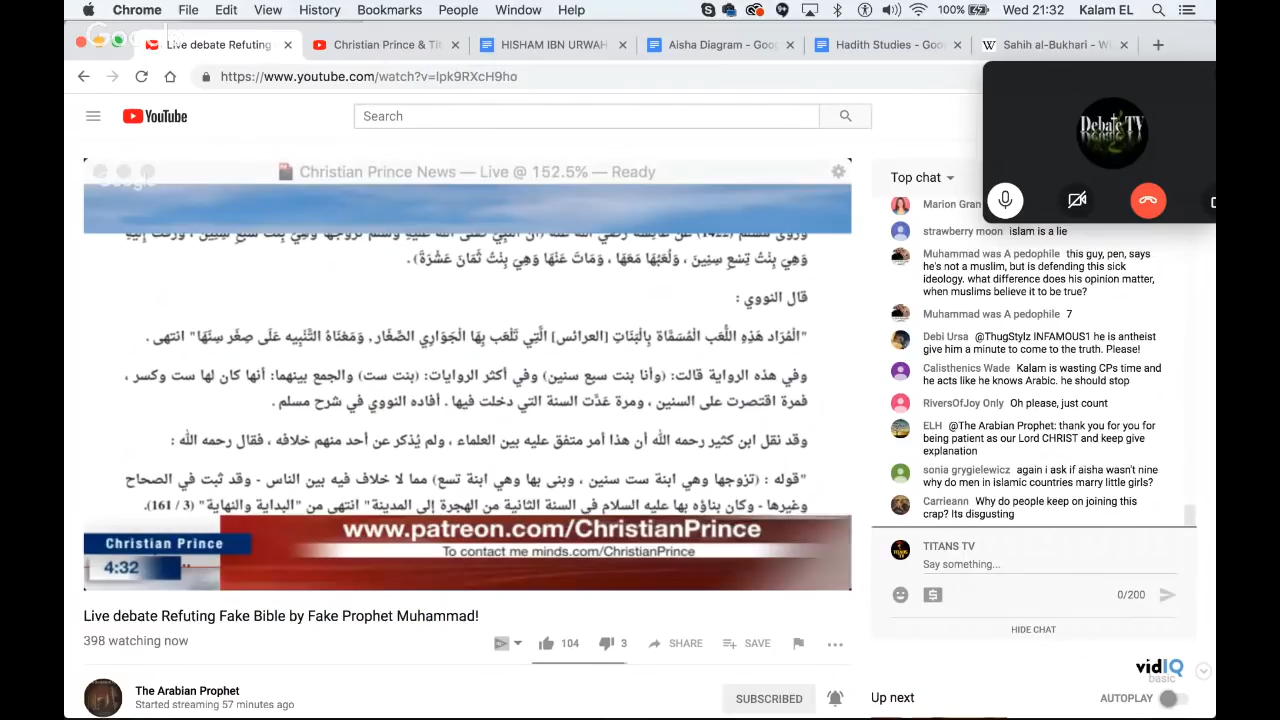 Chrome File Edit View History Bookmarks People Window Help 100% Wed 21:32 Kalam EL
Google
Live debate Refuting
Christian Prince & Tit
HISHAM IBN URWAH
Aisha Diagram - Goo
Hadith Studies - Goo
Sahih al-Bukhari - Wi
https://www.youtube.com/watch?v=lpk9RXcH9ho
YouTube
Search
Debate TV
Christian Prince News — Live @ 152.5% — Ready
وَهِيَ بِنْتُ تِسْعِ سِنِينَ ، وَلُعَبُهَا مَعَهَا ، وَمَاتَ عَنْهَا وَهِيَ بِنْتُ ثَمَانَ عَشْرَةَ) .
قال النووي :
"الْمُرَاد هَذِهِ اللُّعَب الْمُسَمَّاة بِالْبَنَاتِ [العرائس] الَّتِي تَلْعَب بِهَا الْجَوَارِي الصِّغَار , وَمَعْنَاهُ التَّنْبِيه عَلَى صِغَر سِنّهَا" انتهى .
وفي هذه الرواية قالت: (وأنا بنت سبع سنين) وفي أكثر الروايات: (بنت ست) والجمع بينهما: أنها كان لها ست وكسر ،
فمرة اقتصرت على السنين ، ومرة عَدَّت السنة التي دخلت فيها . أفاده النووي في شرح مسلم .
وقد نقل ابن كثير رحمه الله أن هذا أمر متفق عليه بين العلماء ، ولم يُذكر عن أحد منهم خلافه ، فقال رحمه الله :
"قوله : (تزوجها وهي ابنة ست سنين ، وبنى بها وهي ابنة تسع) مما لا خلاف فيه بين الناس - وقد ثبت في الصحاح
وغيرها - وكان بناؤه بها عليه السلام في السنة الثانية من الهجرة إلى المدينة" انتهى من "البداية والنهاية" (3 / 161).
www.patreon.com/ChristianPrince
To contact me minds.com/ChristianPrince
Christian Prince
4:32
Live debate Refuting Fake Bible by Fake Prophet Muhammad!
398 watching now
104 3 SHARE SAVE
The Arabian Prophet
Started streaming 57 minutes ago
SUBSCRIBED
Top chat
Marion Gran
strawberry moon islam is a lie
Muhammad was A pedophile this guy, pen, says
he's not a muslim, but is defending this sick
ideology. what difference does his opinion matter,
when muslims believe it to be true?
Muhammad was A pedophile 7
Debi Ursa @ThugStylz INFAMOUS1 he is antheist
give him a minute to come to the truth. Please!
Calisthenics Wade Kalam is wasting CPs time and
he acts like he knows Arabic. he should stop
RiversOfJoy Only Oh please, just count
ELH @The Arabian Prophet: thank you for you for
being patient as our Lord CHRIST and keep give
explanation
sonia grygielewicz again i ask if aisha wasn't nine
why do men in islamic countries marry little girls?
Carrieann Why do people keep on joining this
crap? Its disgusting
TITANS TV
Say something...
0/200
HIDE CHAT
vidIQ
basic
Up next
AUTOPLAY